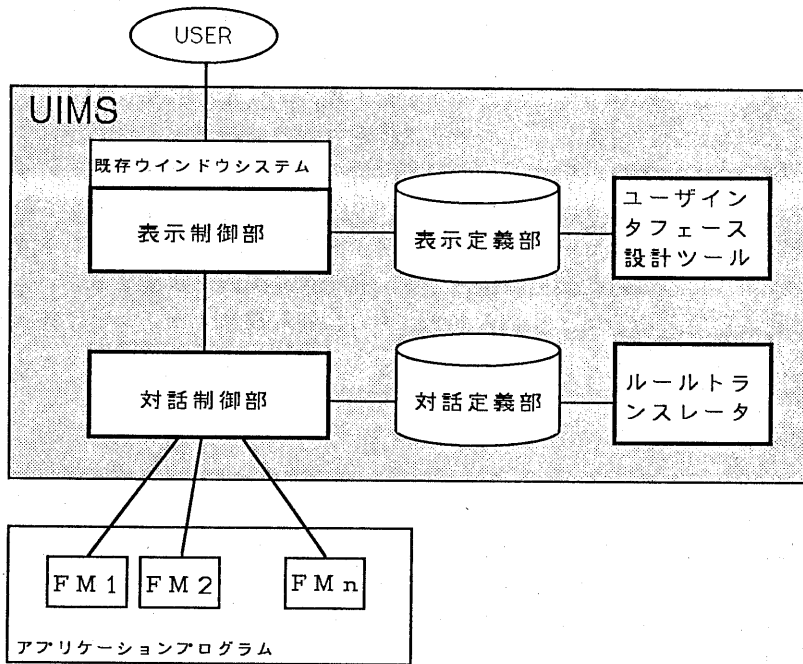 USER
UIMS
既存ウインドウシステム
表示制御部
表示定義部
ユーザイン
タフェース
設計ツール
対話制御部
対話定義部
ルールトラ
ンスレータ
FM1
FM2
FMn
アプリケーションプログラム